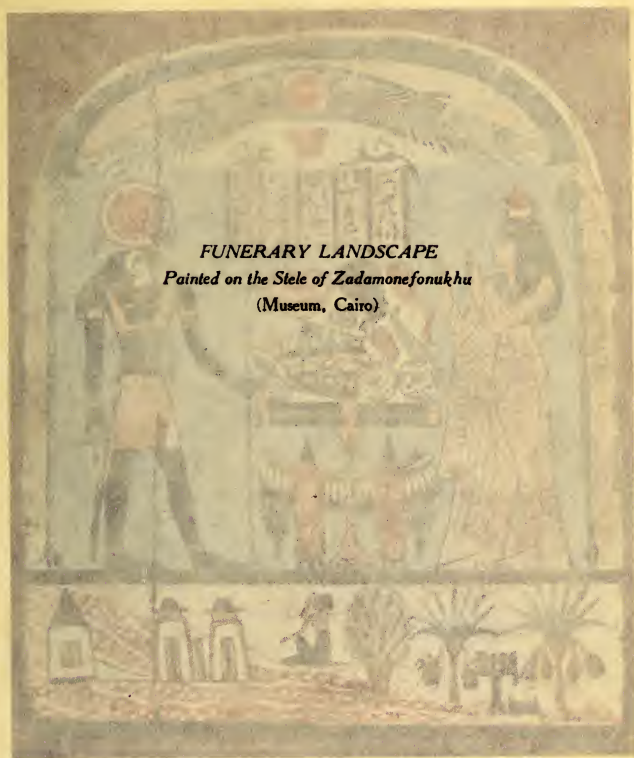 FUNERARY LANDSCAPE
Painted on the Stele of Zadamonefonukhu
(Museum, Cairo)